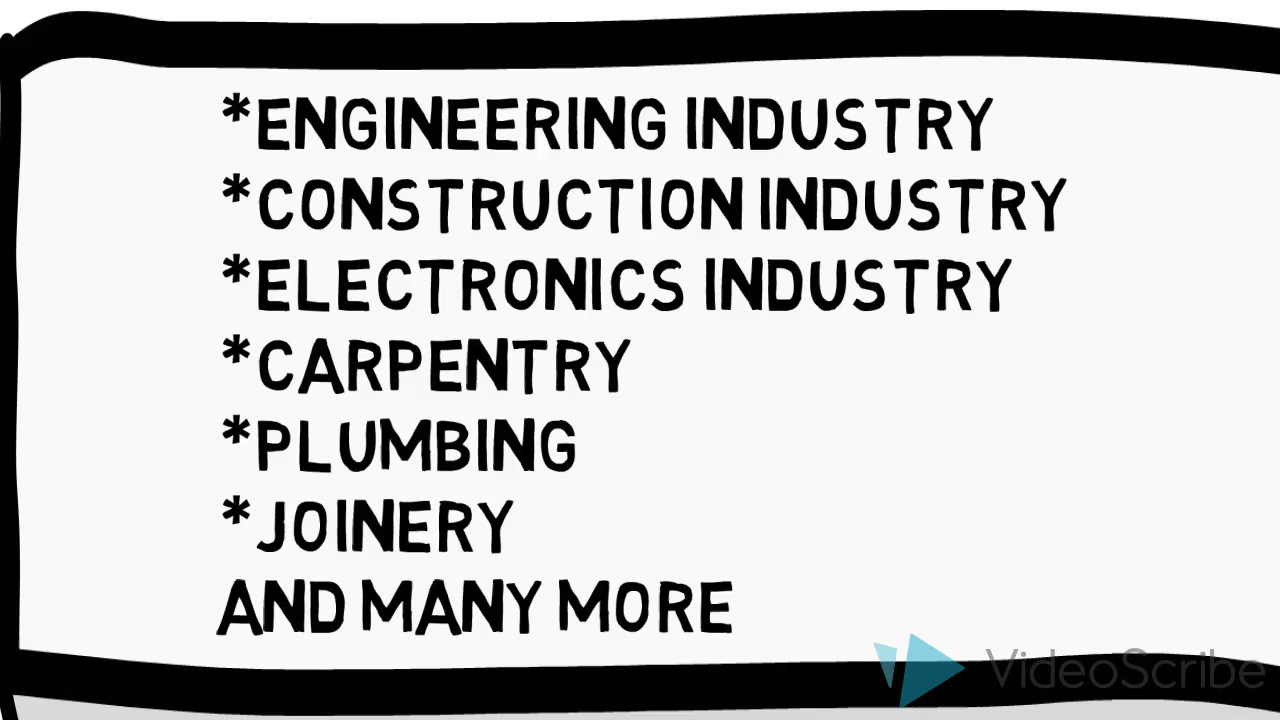 *ENGINEERING INDUSTRY
*CONSTRUCTION INDUSTRY
*ELECTRONICS INDUSTRY
*CARPENTRY
*PLUMBING
*JOINERY
AND MANY MORE
VideoScribe